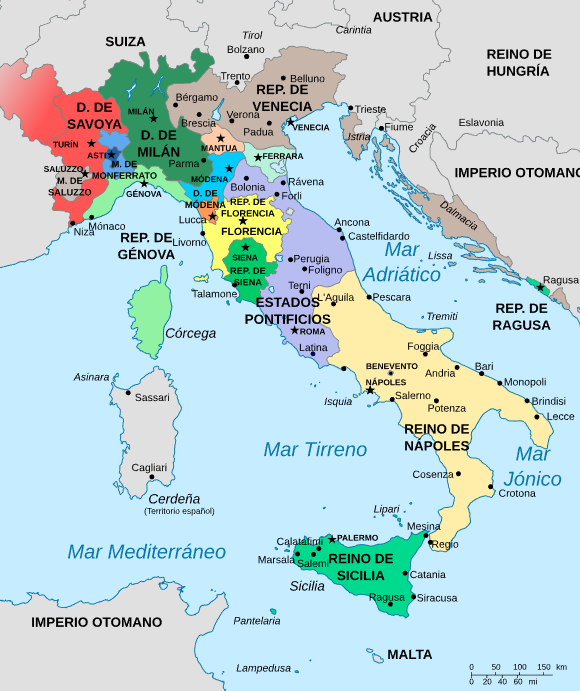 AUSTRIA
Tirol
Carintia
SUIZA
Bolzano
REINO DE
HUNGRÍA
Trento
Belluno
REP. DE
VENECIA
Bérgamo
MILÁN
Trieste
D. DE
SAVOYA
Brescia
Verona
Padua
VENECIA
Fiume
Eslavonia
Croacia
Istria
TURÍN
D. DE
MILÁN
MANTUA
ASTI
M. DE
MONFERRATO
Parma
FERRARA
SALUZZO
M. DE
SALUZZO
MÓDENA
IMPERIO OTOMANO
GÉNOVA
D. DE
MÓDENA
Bolonia
Rávena
Forli
REP. DE
FLORENCIA
Dalmacia
Lucca
FLORENCIA
Niza
Mónaco
REP. DE
GÉNOVA
Livorno
Ancona
Castelfidardo
Mar
Adriático
Lissa
SIENA
REP. DE
SIENA
Perugia
Foligno
Terni
Talamone
L'Aquila
Pescara
Ragusa
REP. DE
RAGUSA
ESTADOS
PONTIFICIOS
Tremiti
Córcega
ROMA
Latina
Foggia
BENEVENTO
Andria
Bari
Asinara
NÁPOLES
Monopoli
Sassari
Isquia
Salerno
Potenza
Brindisi
Lecce
REINO DE
NÁPOLES
Mar Tirreno
Mar
Jónico
Cagliari
Cosenza
Crotona
Cerdeña
(Territorio español)
Lípari
Mesina
Mar Mediterráneo
Calatafimi
PALERMO
Regio
Marsala
Salemi
REINO DE
SICILIA
Catania
Sicilia
Ragusa
Siracusa
IMPERIO OTOMANO
Pantelaria
MALTA
Lampedusa
0 50 100 150 km
0 20 40 60 mi